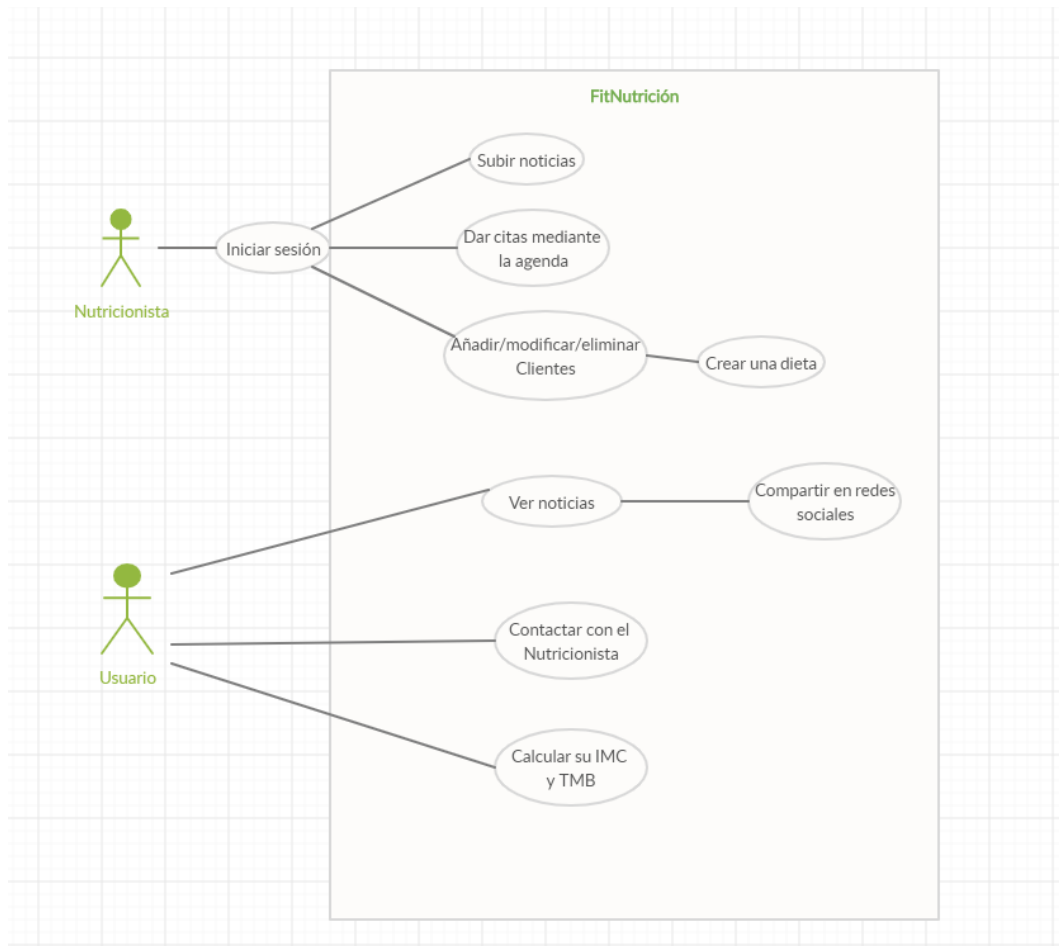 FitNutrición
Subir noticias
Dar citas mediante
la agenda
Iniciar sesión
Nutricionista
Añadir/modificar/eliminar
Clientes
Crear una dieta
Ver noticias
Compartir en redes
sociales
Contactar con el
Nutricionista
Usuario
Calcular su IMC
y TMB